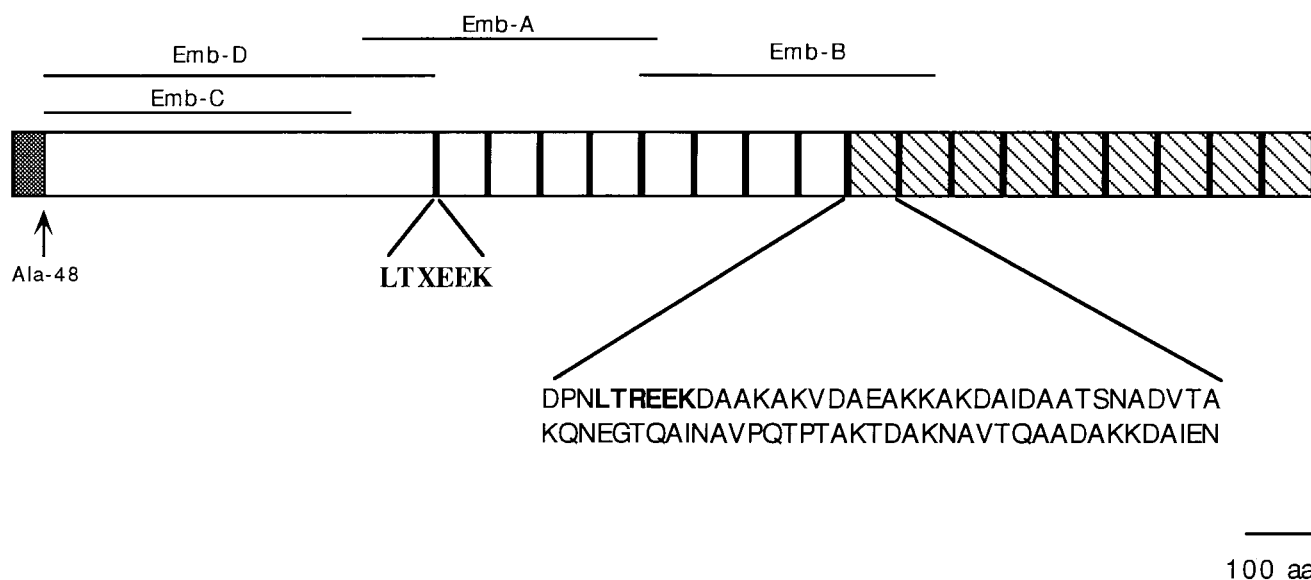 Emb-A
Emb-D
Emb-B
Emb-C
Ala-48
LTXEEK
DPNLTREEKDAAKAKVDAEAKKAKDAIDAATSNADVTA
KQNEGTQAINAVPQTPTAKTDAKNAVTQAADAKKDAIEN
100 aa